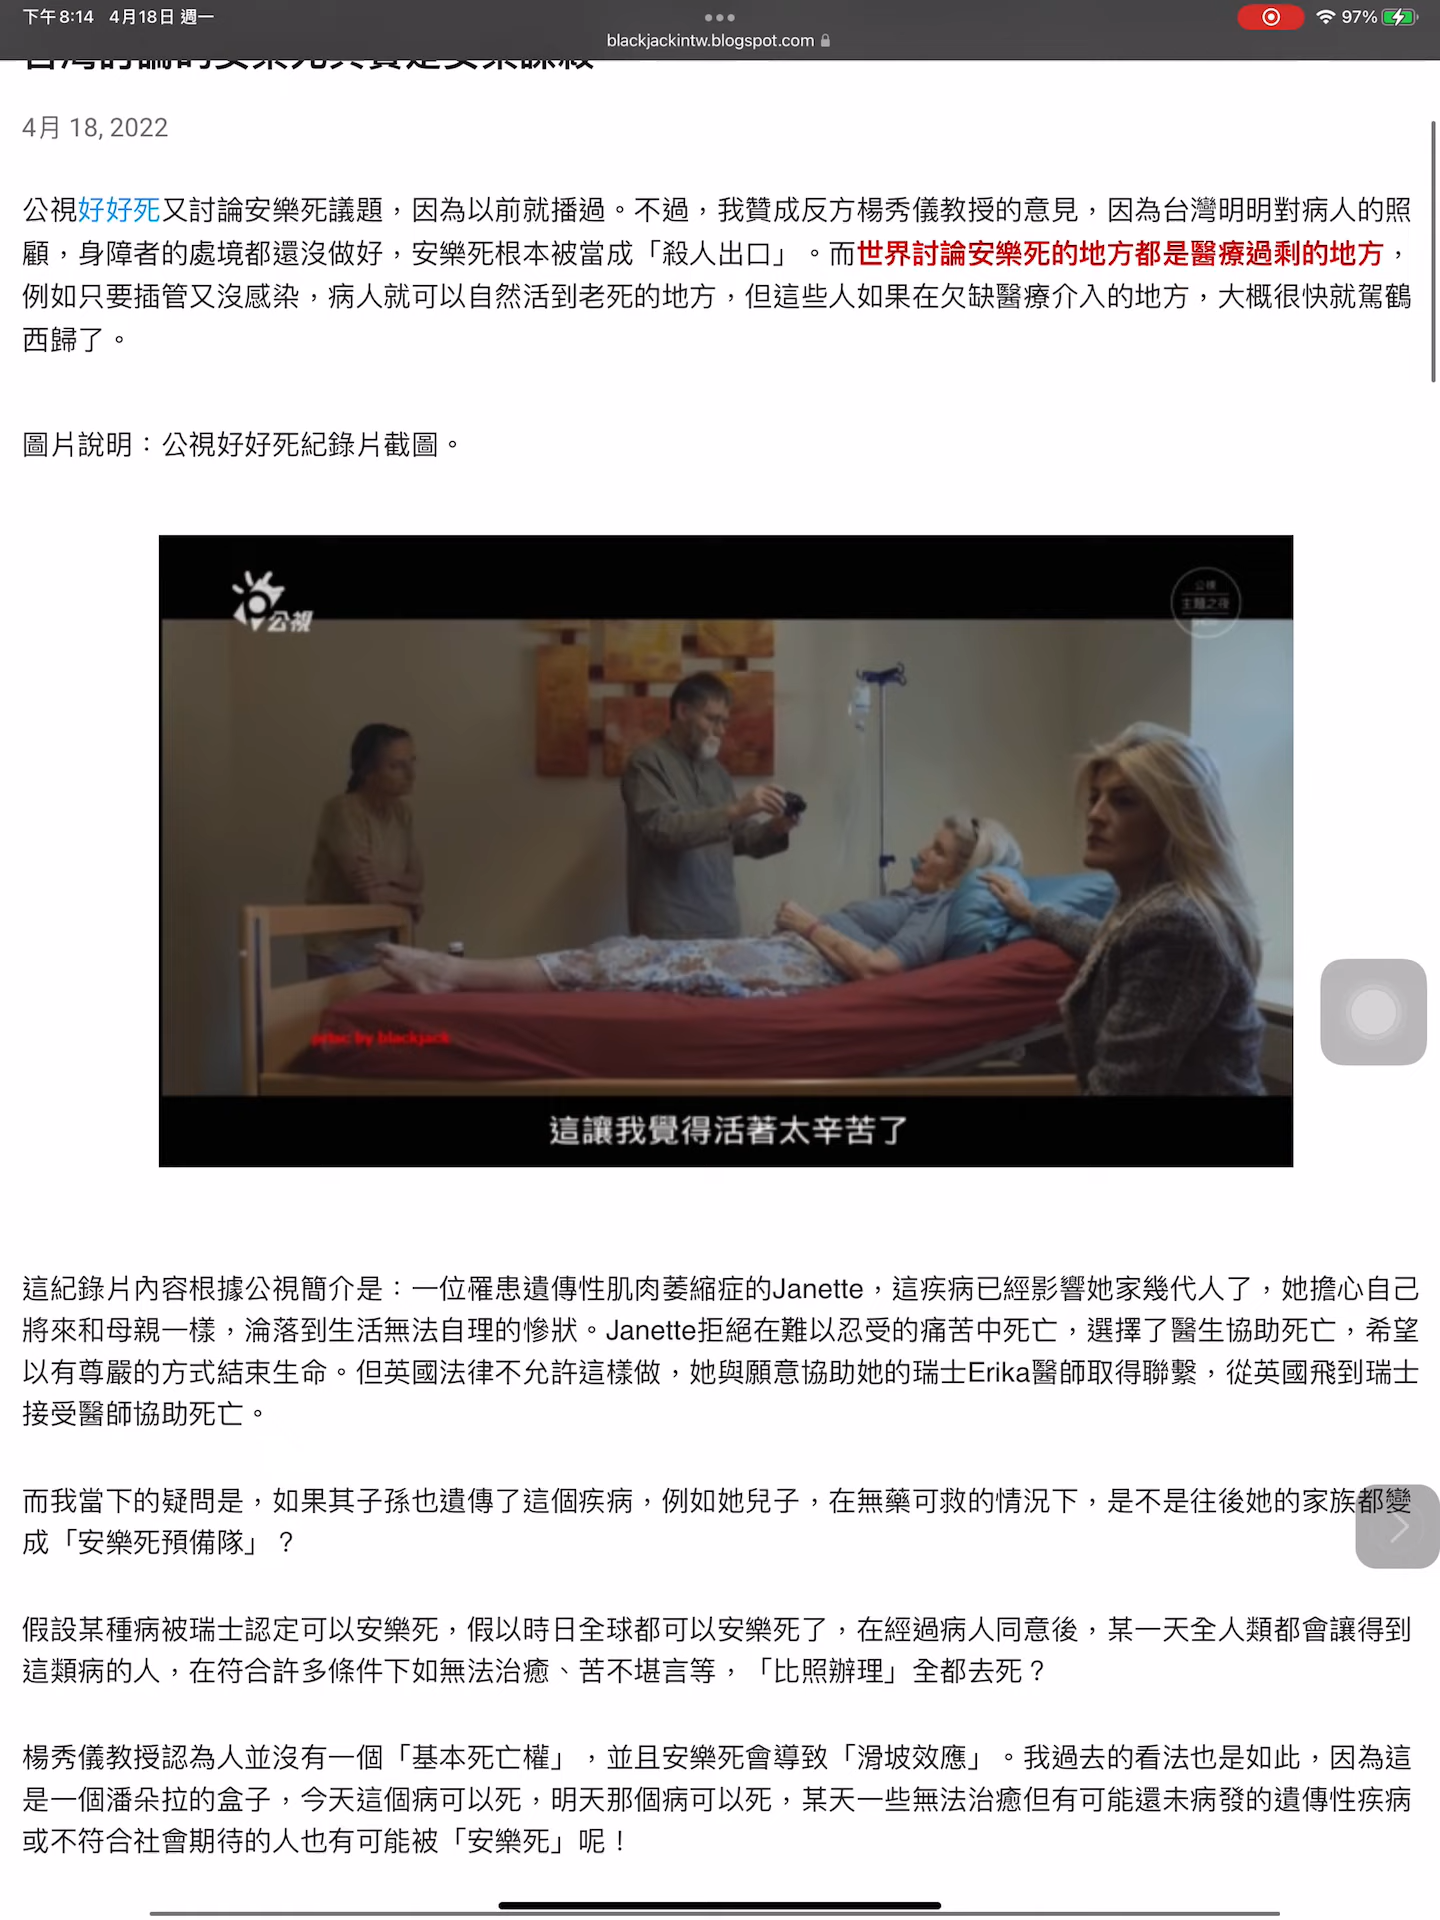 下午8:14 4月18日 週一
97%
blackjackintw.blogspot.com
4月 18, 2022
公視好好死又討論安樂死議題，因為以前就播過。不過，我贊成反方楊秀儀教授的意見，因為台灣明明對病人的照
顧，身障者的處境都還沒做好，安樂死根本被當成「殺人出口」。而世界討論安樂死的地方都是醫療過剩的地方，
例如只要插管又沒感染，病人就可以自然活到老死的地方，但這些人如果在欠缺醫療介入的地方，大概很快就駕鶴
西歸了。
圖片說明：公視好好死紀錄片截圖。
公視
公視
主題之夜
by blackjack
這讓我覺得活著太辛苦了
這紀錄片內容根據公視簡介是：一位罹患遺傳性肌肉萎縮症的Janette，這疾病已經影響她家幾代人了，她擔心自己
將來和母親一樣，淪落到生活無法自理的慘狀。Janette拒絕在難以忍受的痛苦中死亡，選擇了醫生協助死亡，希望
以有尊嚴的方式結束生命。但英國法律不允許這樣做，她與願意協助她的瑞士Erika醫師取得聯繫，從英國飛到瑞士
接受醫師協助死亡。
而我當下的疑問是，如果其子孫也遺傳了這個疾病，例如她兒子，在無藥可救的情況下，是不是往後她的家族都變
成「安樂死預備隊」？
假設某種病被瑞士認定可以安樂死，假以時日全球都可以安樂死了，在經過病人同意後，某一天全人類都會讓得到
這類病的人，在符合許多條件下如無法治癒、苦不堪言等，「比照辦理」全都去死？
楊秀儀教授認為人並沒有一個「基本死亡權」，並且安樂死會導致「滑坡效應」。我過去的看法也是如此，因為這
是一個潘朵拉的盒子，今天這個病可以死，明天那個病可以死，某天一些無法治癒但有可能還未病發的遺傳性疾病
或不符合社會期待的人也有可能被「安樂死」呢！